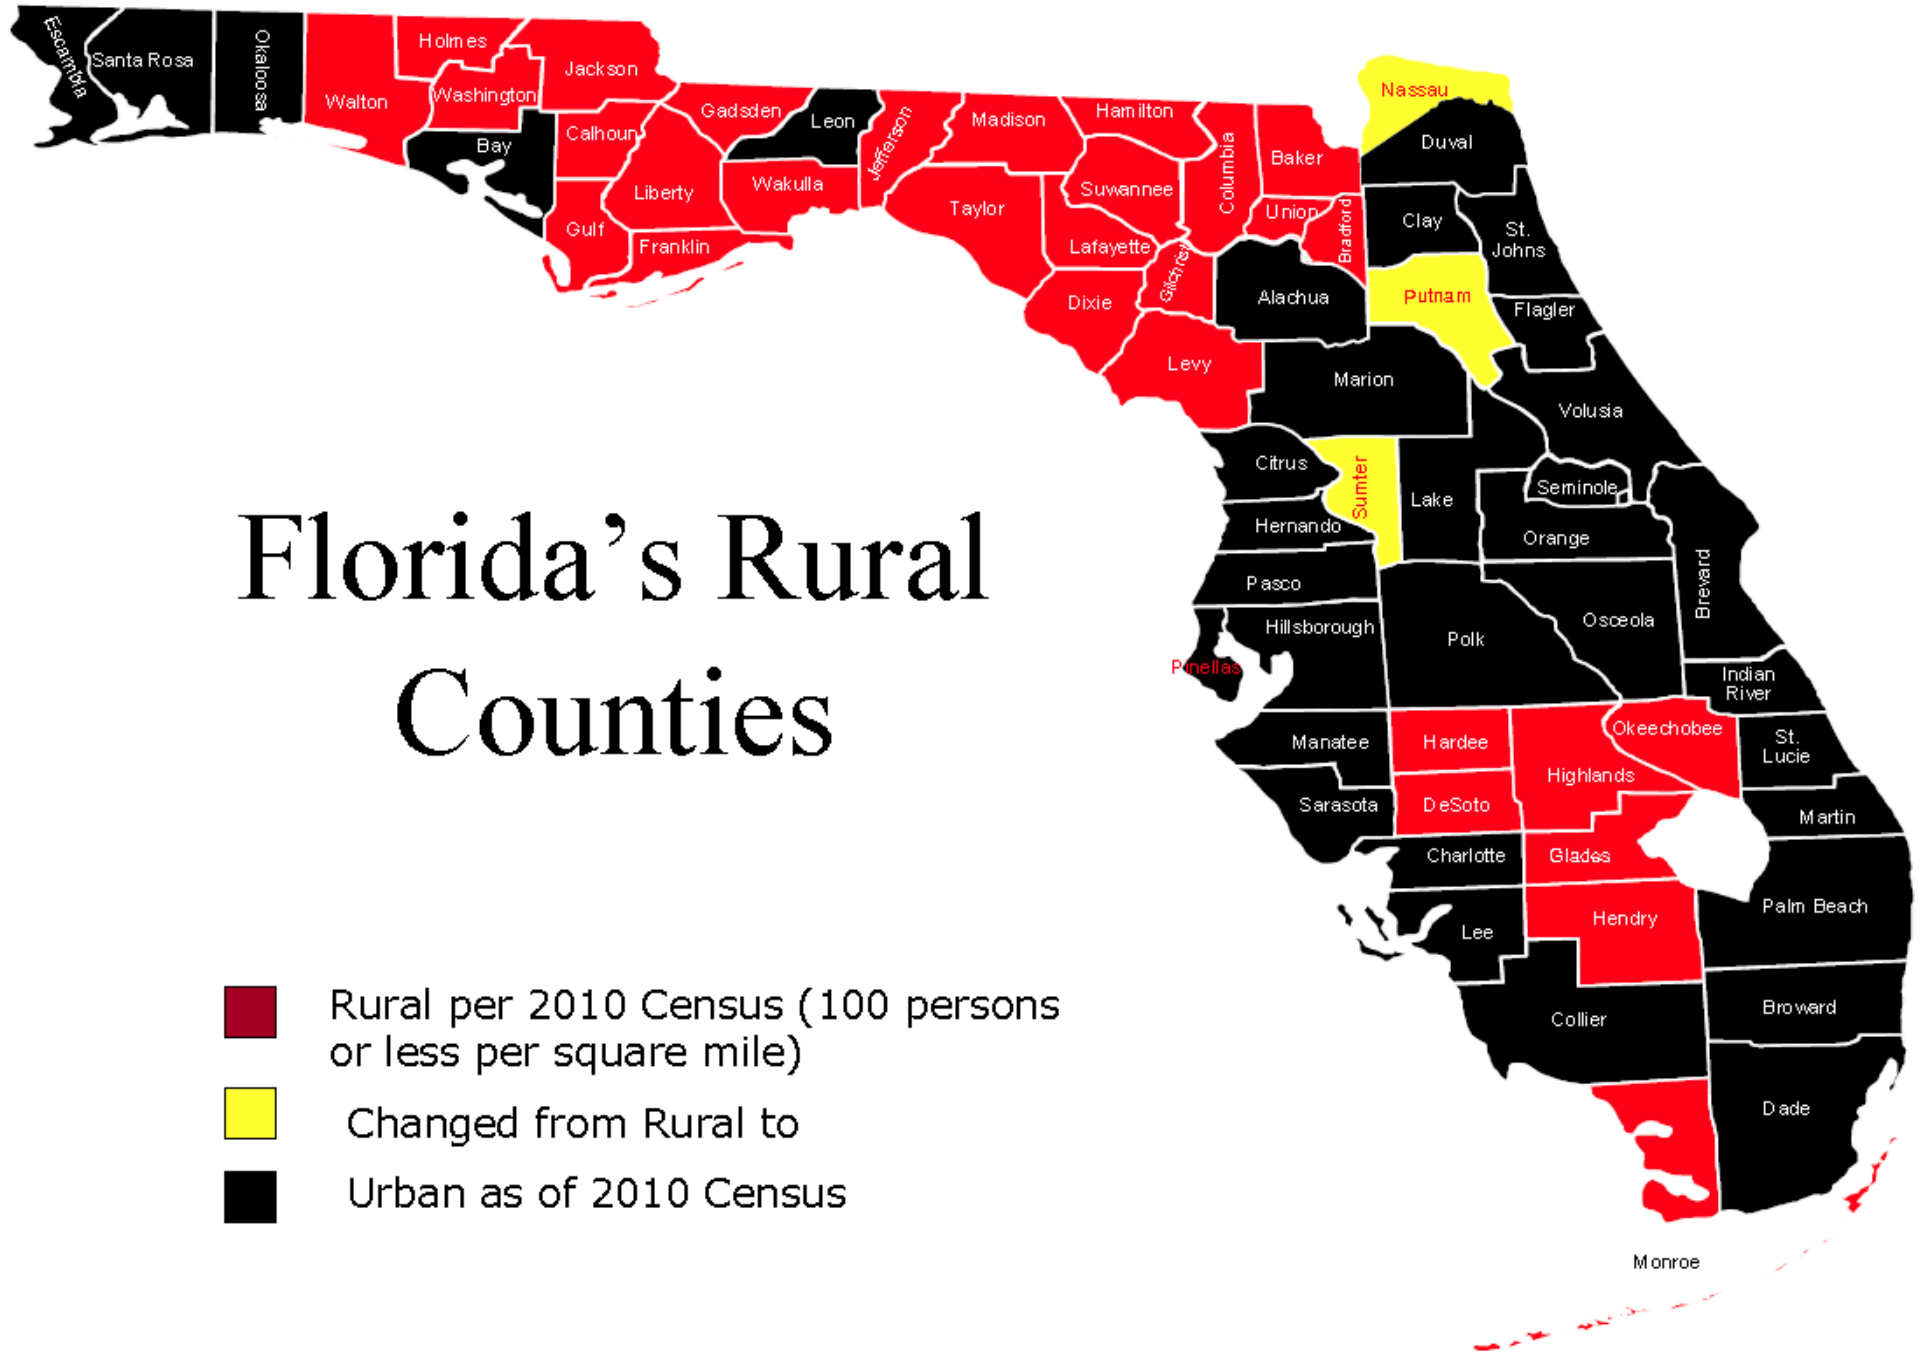 Escambia
Santa Rosa
Okaloosa
Walton
Holmes
Washington
Jackson
Bay
Calhoun
Gulf
Liberty
Franklin
Gadsden
Leon
Wakulla
Jefferson
Madison
Taylor
Hamilton
Suwannee
Lafayette
Dixie
Columbia
Gilchrist
Levy
Baker
Union
Bradford
Alachua
Nassau
Duval
Clay
St.
Johns
Putnam
Flagler
Marion
Volusia
Citrus
Sumter
Lake
Seminole
Hernando
Orange
Pasco
Brevard
Hillsborough
Pinellas
Polk
Osceola
Indian
River
Manatee
Hardee
Okeechobee
Highlands
St.
Lucie
Sarasota
DeSoto
Martin
Charlotte
Glades
Lee
Hendry
Palm Beach
Collier
Broward
Dade
Monroe
Florida’s Rural
Counties
Rural per 2010 Census (100 persons
or less per square mile)
Changed from Rural to
Urban as of 2010 Census